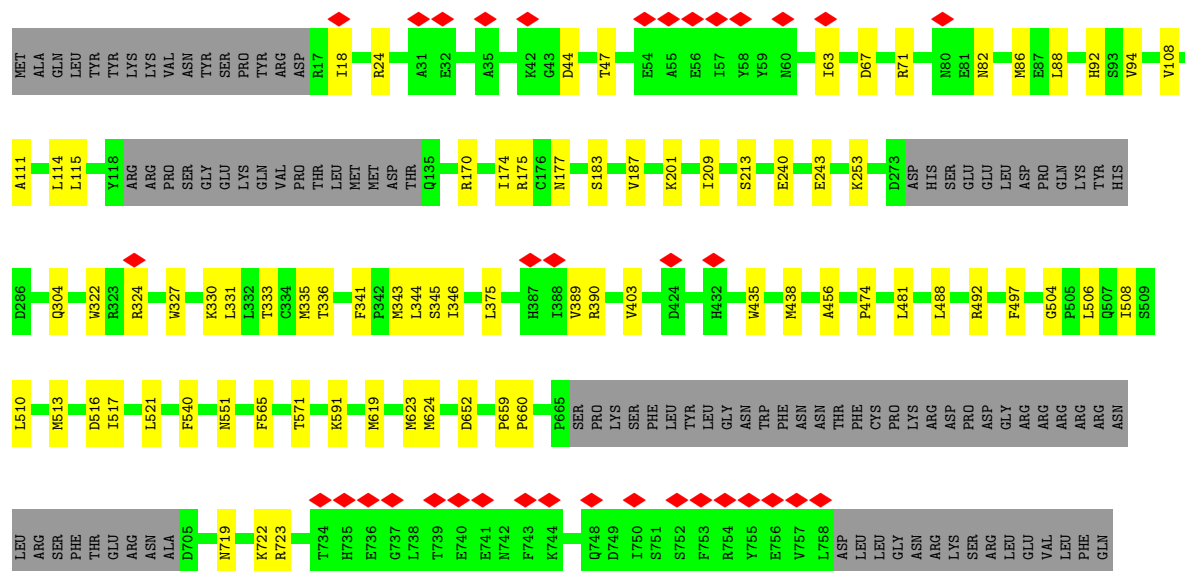 MET ALA GLN LEU TYR TYR LYS LYS VAL ASN TYR SER PRO TYR ARG ASP R17 I18 R24 A31 E32 A35 K42 G43 D44 T47 E54 A55 E56 I57 Y58 Y59 N60 I63 D67 R71 N80 E81 N82 M86 E87 L88 H92 S93 V94 V108
A111 L114 L115 Y118 ARG ARG PRO SER GLY GLU LYS GLN VAL PRO THR LEU MET MET ASP THR Q135 R170 I174 R175 C176 N177 S183 V187 K201 I209 S213 E240 E243 K253 D273 ASP HIS SER GLU GLU LEU ASP PRO GLN LYS TYR HIS
D286 Q304 W322 R323 R324 W327 K330 L331 L332 T333 C334 M335 T336 F341 P342 M343 L344 S345 I346 L375 H387 I388 V389 R390 V403 D424 H432 W435 M438 A456 P474 L481 L488 R492 F497 G504 P505 L506 Q507 I508 S509
L510 M513 D516 I517 L521 F540 N551 F565 T571 K591 M619 M623 M624 D652 P659 P660 P665 SER PRO LYS SER PHE LEU TYR LEU GLY ASN TRP PHE ASN ASN THR PHE CYS PRO LYS ARG ASP PRO ASP GLY ARG ARG ARG ARG ARG ASN
LEU ARG SER PHE THR GLU ARG ASN ALA D705 N719 K722 R723 T734 H735 E736 G737 L738 T739 E740 E741 N742 F743 K744 Q748 D749 I750 S751 S752 F753 R754 Y755 E756 V757 L758 ASP LEU LEU GLY ASN ARG LYS SER ARG LEU GLU VAL LEU PHE GLN